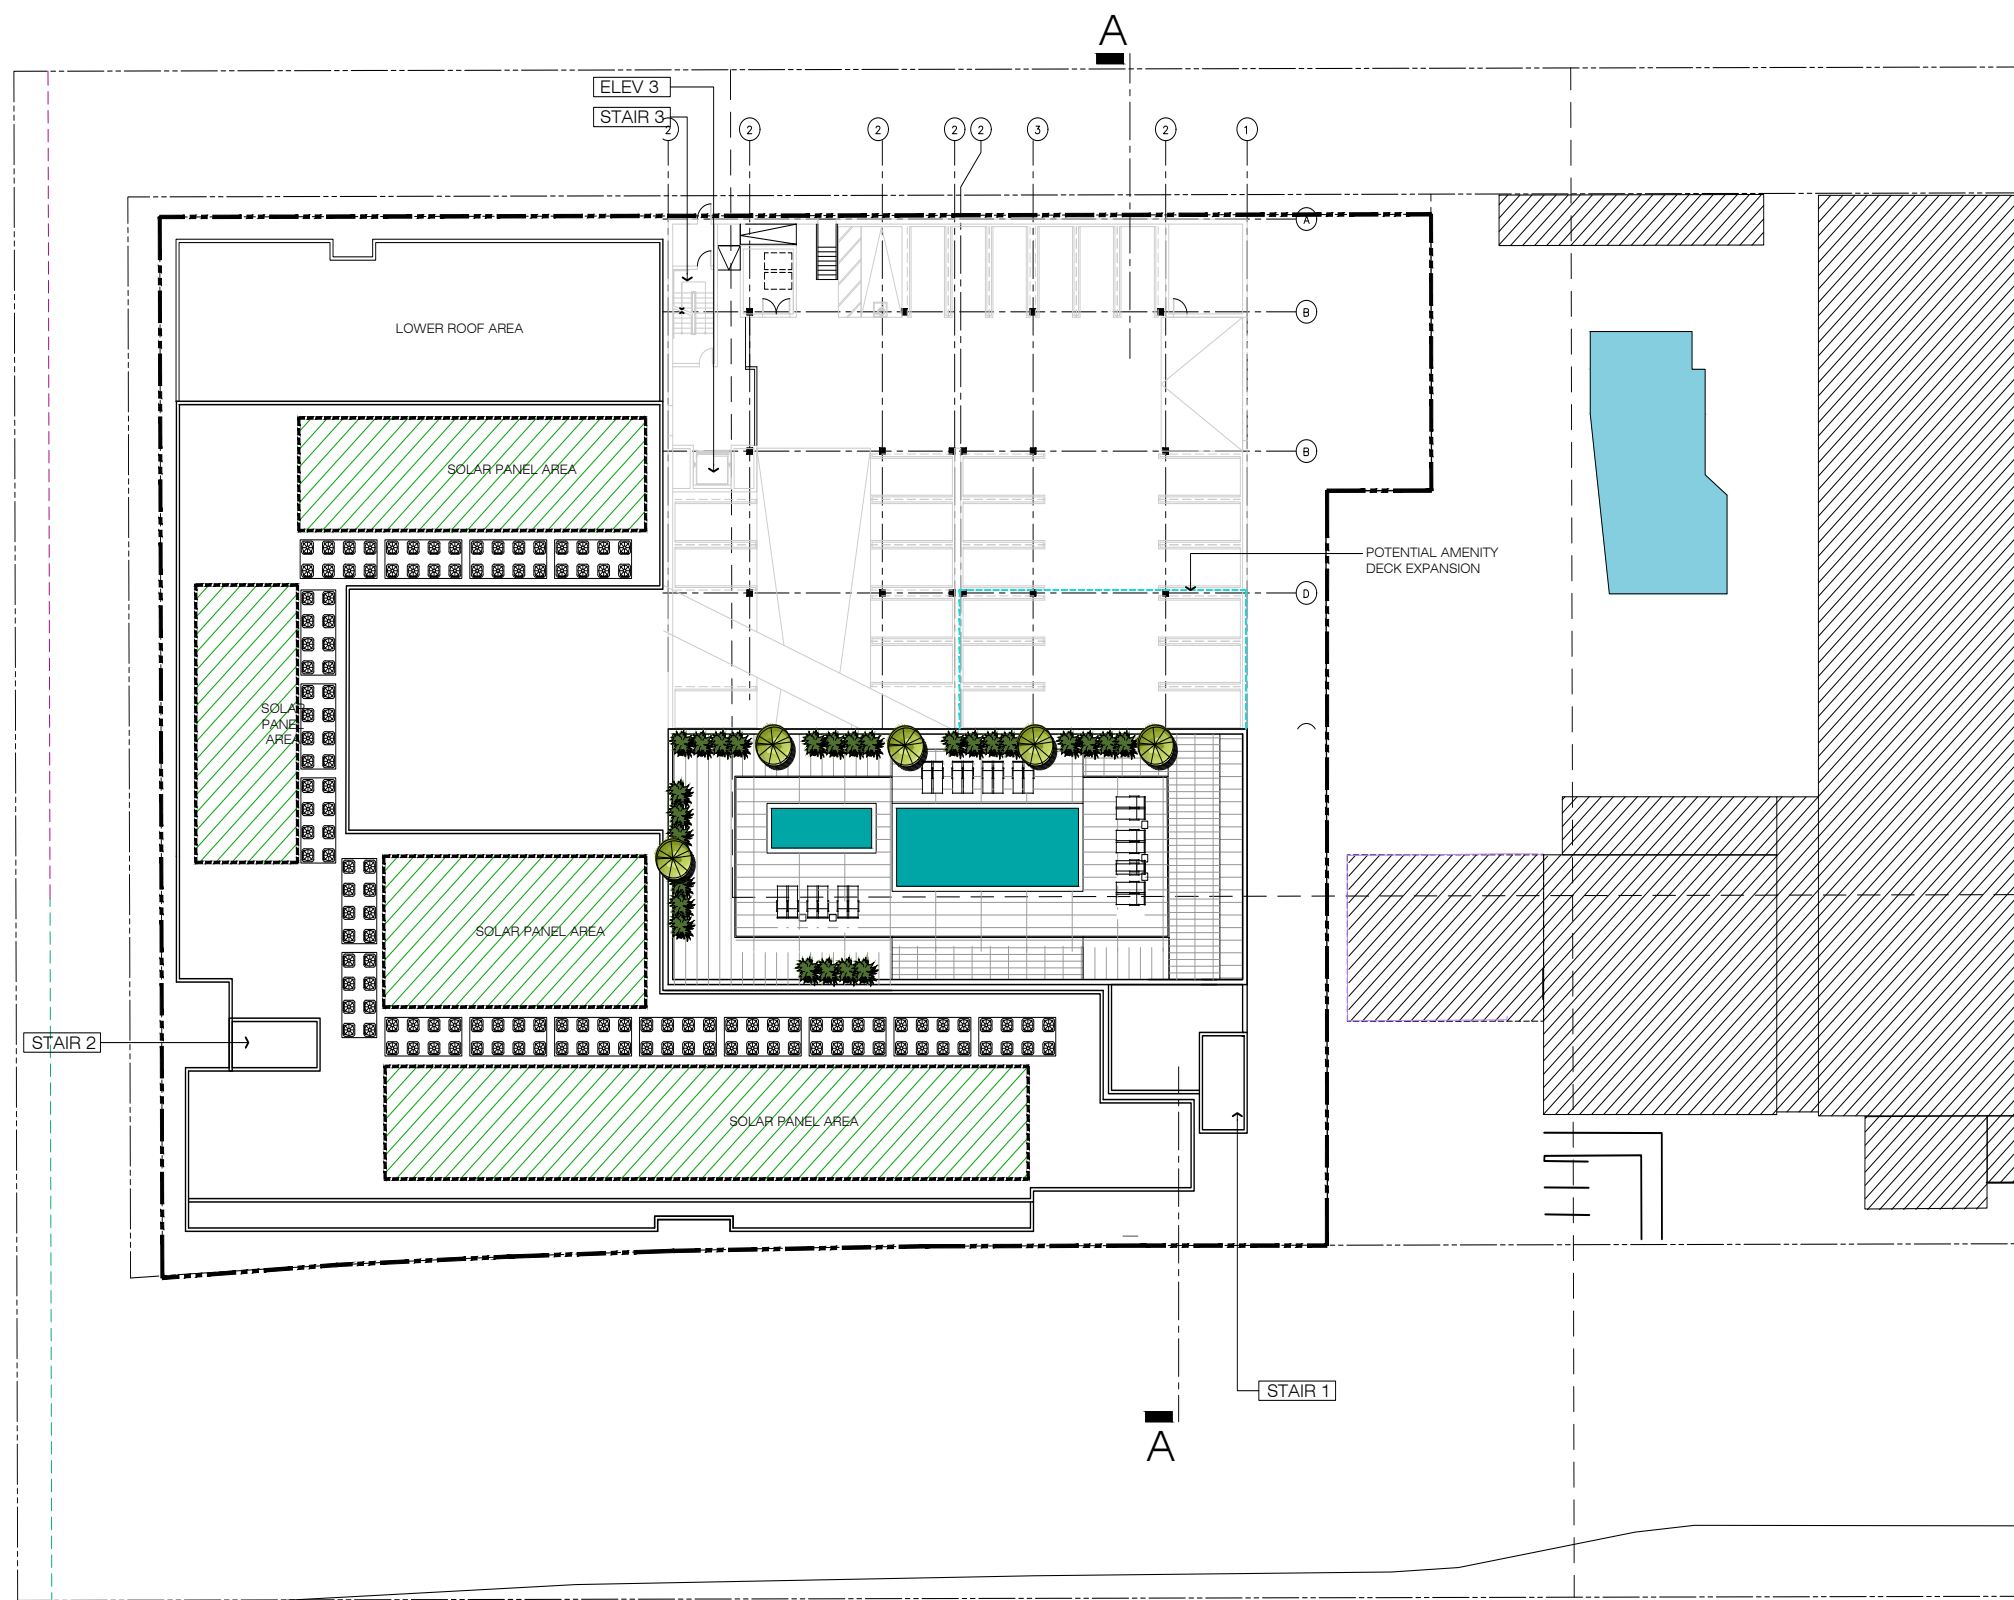 A
ELEV 3
STAIR 3
2
2
2
2
2
3
2
1
A
B
LOWER ROOF AREA
B
SOLAR PANEL AREA
POTENTIAL AMENITY
DECK EXPANSION
D
SOLAR
PANEL
AREA
SOLAR PANEL AREA
STAIR 2
SOLAR PANEL AREA
STAIR 1
A